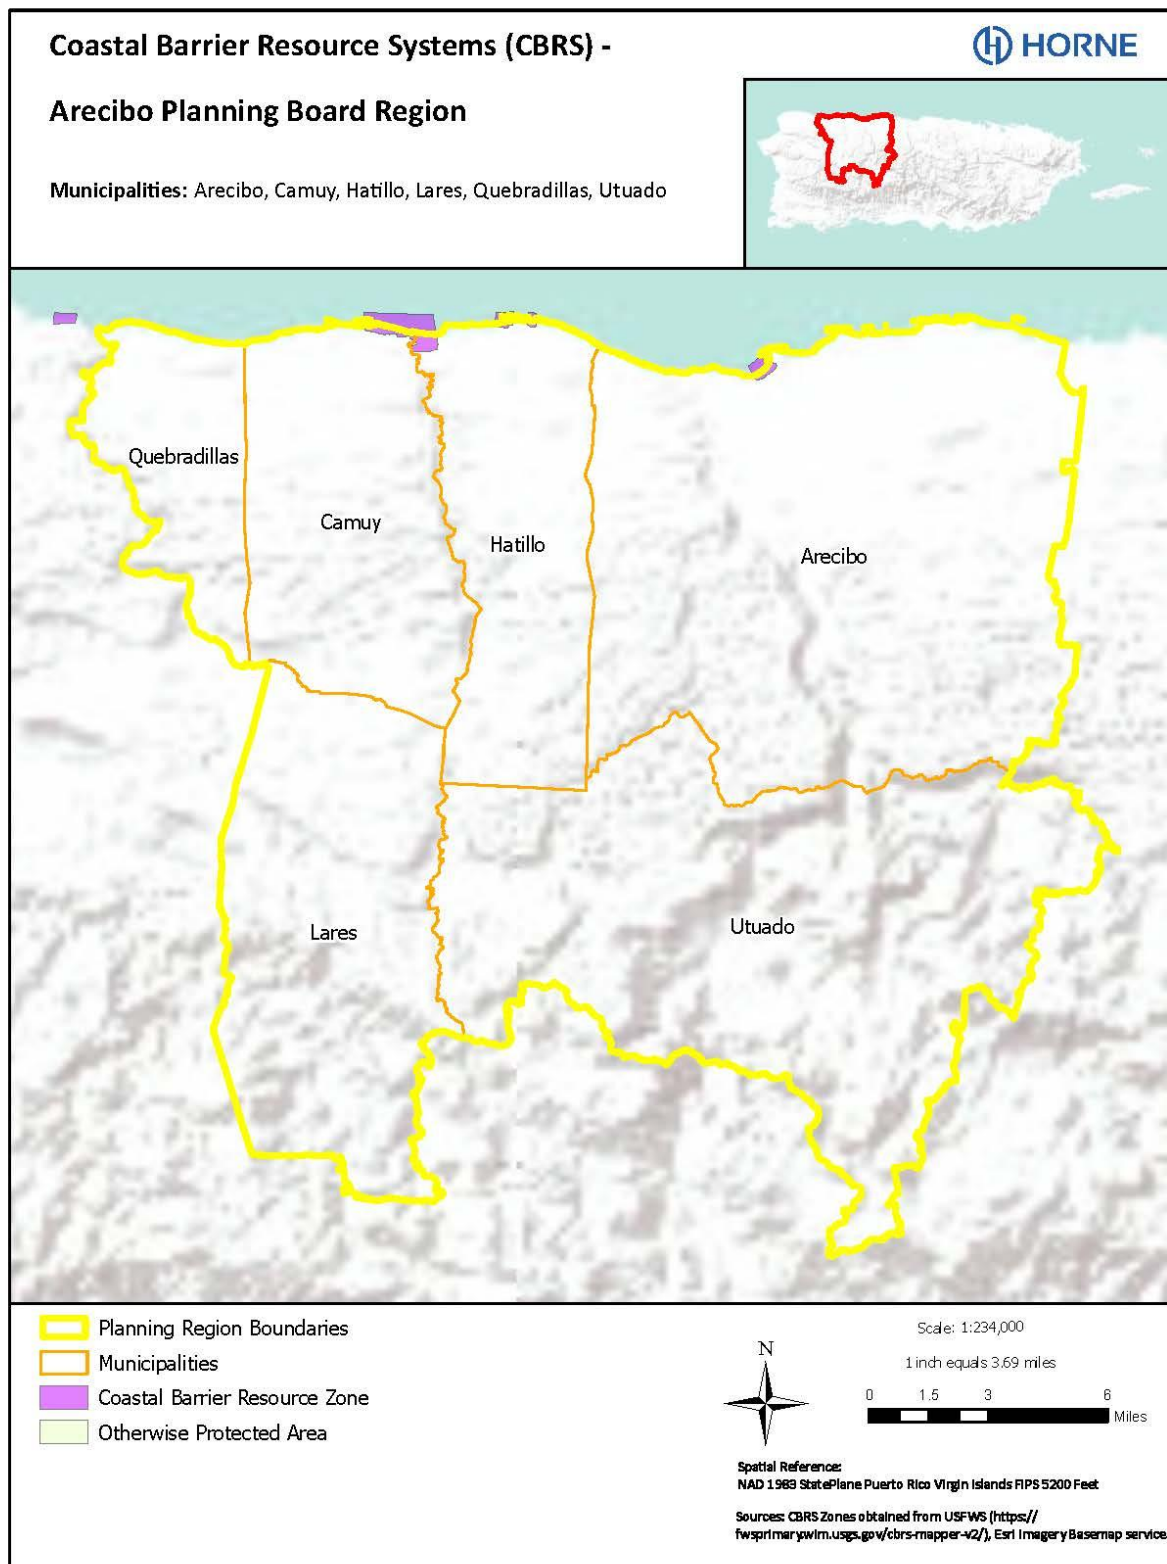 Coastal Barrier Resource Systems (CBRS) -
HORNE
Arecibo Planning Board Region
Municipalities: Arecibo, Camuy, Hatillo, Lares, Quebradillas, Utuado
Quebradillas
Camuy
Hatillo
Arecibo
Lares
Utuado
Planning Region Boundaries
Municipalities
Coastal Barrier Resource Zone
Otherwise Protected Area
N
Scale: 1:234,000
1 inch equals 3.69 miles
0 1.5 3 6
Miles
Spatial Reference:
NAD 1983 StatePlane Puerto Rico Virgin Islands FIPS 5200 Feet
Sources: CBRS Zones obtained from USFWS (https://
fwsprimary.wim.usgs.gov/cbrs-mapper-v2/), Esri Imagery Basemap service